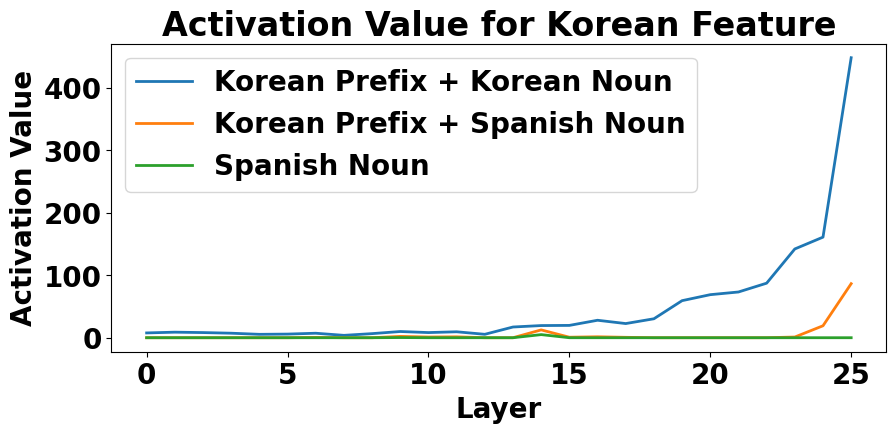 Activation Value for Korean Feature
Korean Prefix + Korean Noun
Korean Prefix + Spanish Noun
Spanish Noun
Activation Value
400
300
200
100
0
0 5 10 15 20 25
Layer